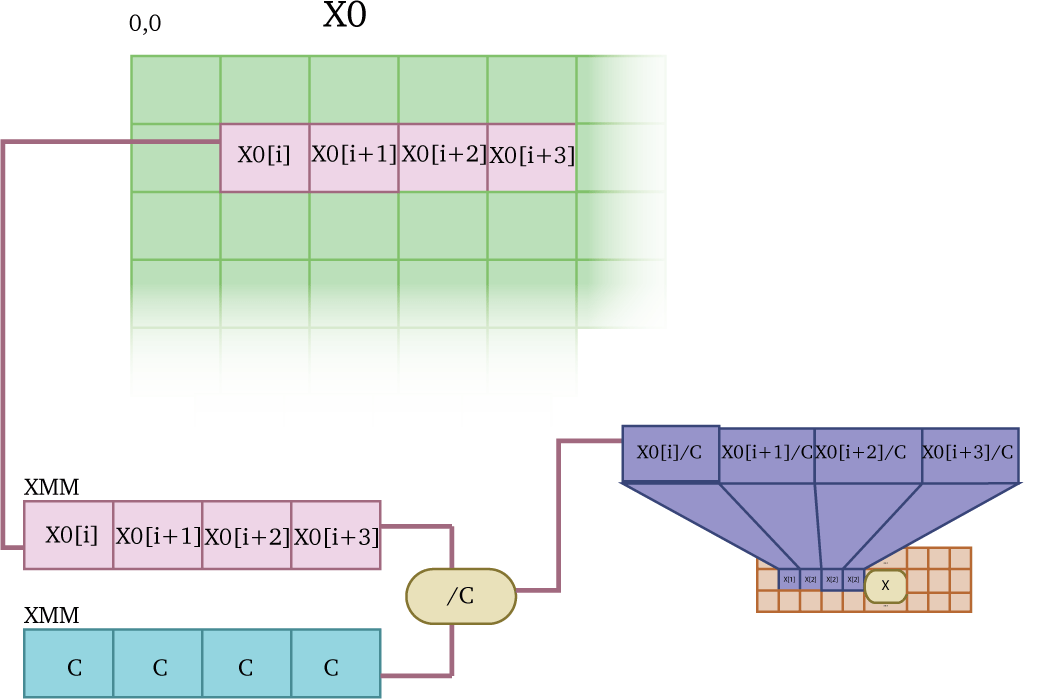 0,0
X0
X0[i] X0[i+1] X0[i+2] X0[i+3]
X0[i]/C X0[i+1]/C X0[i+2]/C X0[i+3]/C
XMM
X0[i] X0[i+1] X0[i+2] X0[i+3]
X[1] X[2] X[2] X[2] X
/C
XMM
C C C C